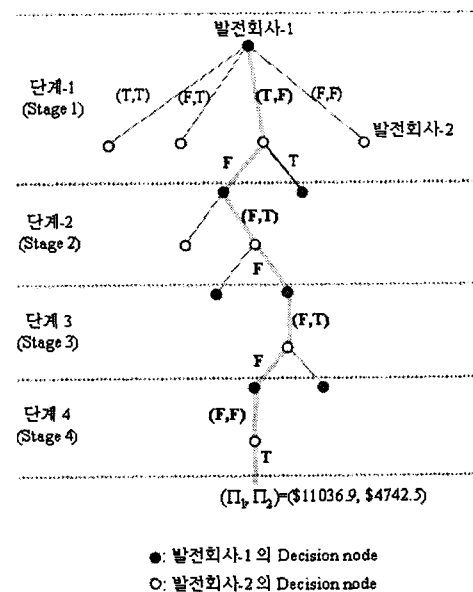 발전회사-1
단계-1
(Stage 1)
(T,T)
(F,T)
(T,F)
(F,F)
발전회사-2
F
T
단계-2
(Stage 2)
(F,T)
F
단계 3
(Stage 3)
(F,T)
F
단계 4
(Stage 4)
(F,F)
T
(Π₁, Π₂)=($11036.9, $4742.5)
●: 발전회사-1 의 Decision node
○: 발전회사-2 의 Decision node